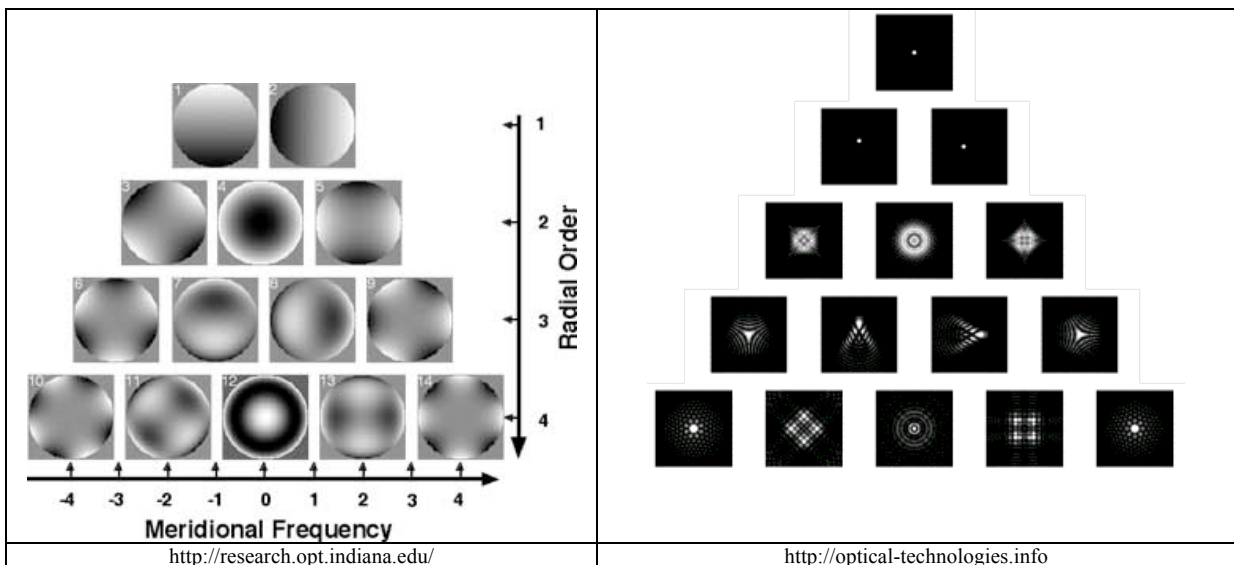 1 2
1
3 4 5
2
6 7 8 9
3
Radial Order
10 11 12 13 14
4
-4 -3 -2 -1 0 1 2 3 4
Meridional Frequency
http://research.opt.indiana.edu/
http://optical-technologies.info